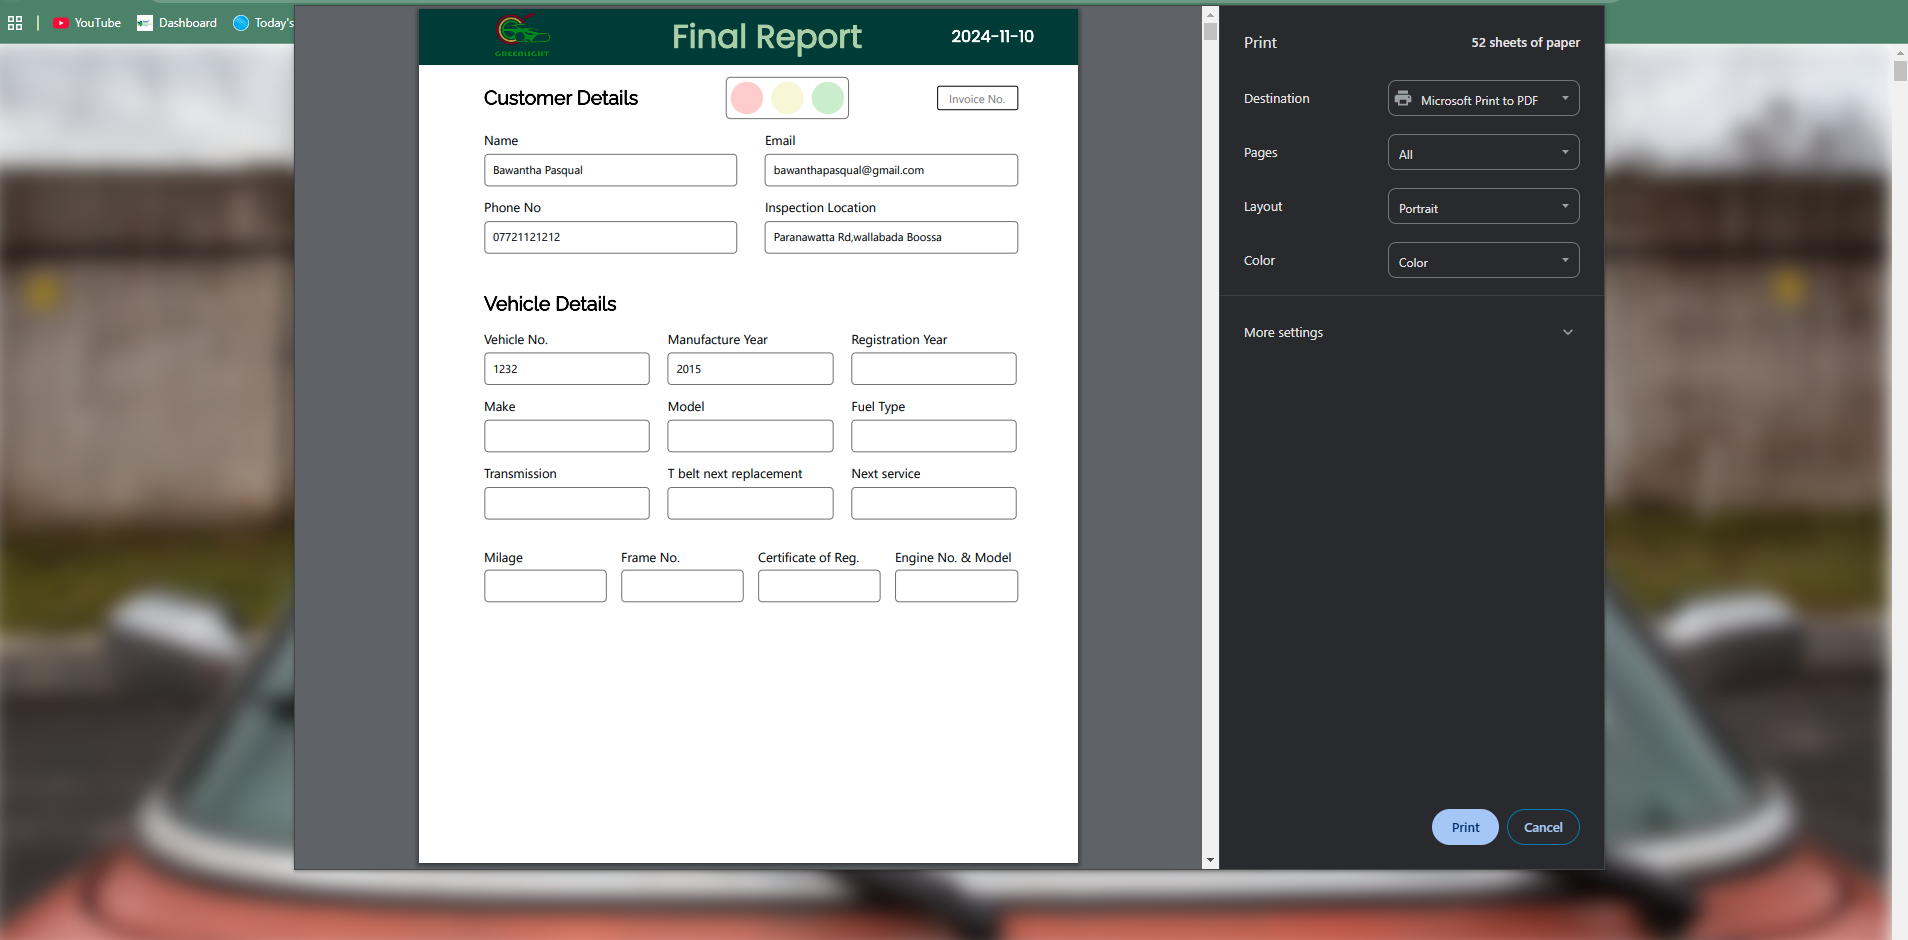 YouTube
Dashboard
Today's
GREENLIGHT
Final Report
2024-11-10
Customer Details
Invoice No.
Name
Email
Bawantha Pasqual
bawanthapasqual@gmail.com
Phone No
Inspection Location
07721121212
Paranawatta Rd,wallabada Boossa
Vehicle Details
Vehicle No.
Manufacture Year
Registration Year
1232
2015
Make
Model
Fuel Type
Transmission
T belt next replacement
Next service
Milage
Frame No.
Certificate of Reg.
Engine No. & Model
Print
52 sheets of paper
Destination
Microsoft Print to PDF
Pages
All
Layout
Portrait
Color
Color
More settings
Print
Cancel